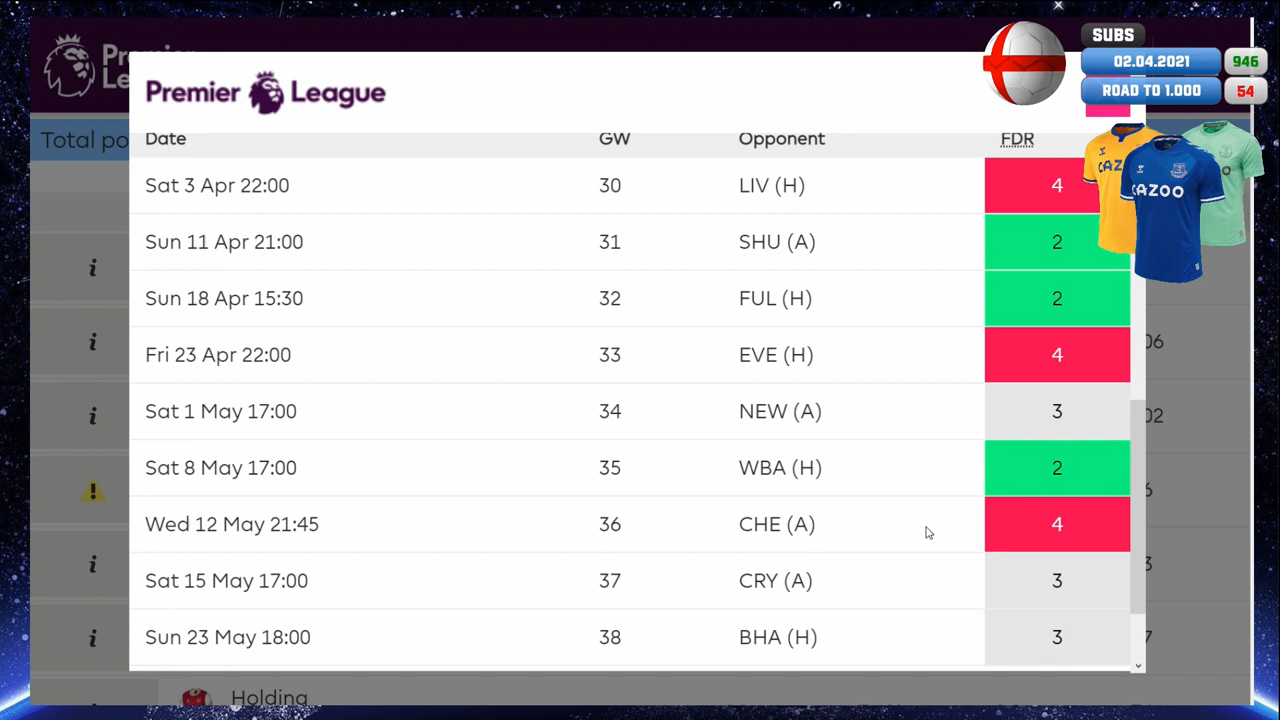 SUBS
02.04.2021 946
ROAD TO 1.000 54
Premier League
Total po
Date GW Opponent FDR
Sat 3 Apr 22:00 30 LIV (H) 4
Sun 11 Apr 21:00 31 SHU (A) 2
Sun 18 Apr 15:30 32 FUL (H) 2
Fri 23 Apr 22:00 33 EVE (H) 4
Sat 1 May 17:00 34 NEW (A) 3
Sat 8 May 17:00 35 WBA (H) 2
Wed 12 May 21:45 36 CHE (A) 4
Sat 15 May 17:00 37 CRY (A) 3
Sun 23 May 18:00 38 BHA (H) 3
Holding
CAZOO